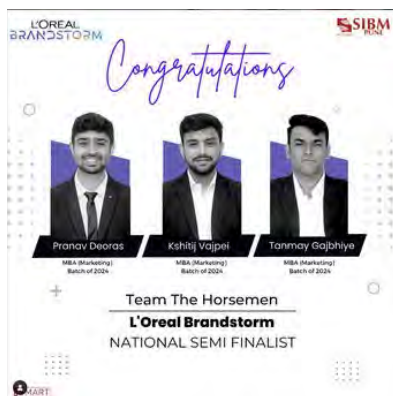 L'OREAL
BRANDSTORM
SIBM
PUNE
Congratulations
Pranav Deoras
Kshitij Vajpei
Tanmay Gajbhiye
MBA (Marketing)
Batch of 2024
MBA (Marketing)
Batch of 2024
MBA (Marketing)
Batch of 2024
Team The Horsemen
L'Oreal Brandstorm
NATIONAL SEMI FINALIST